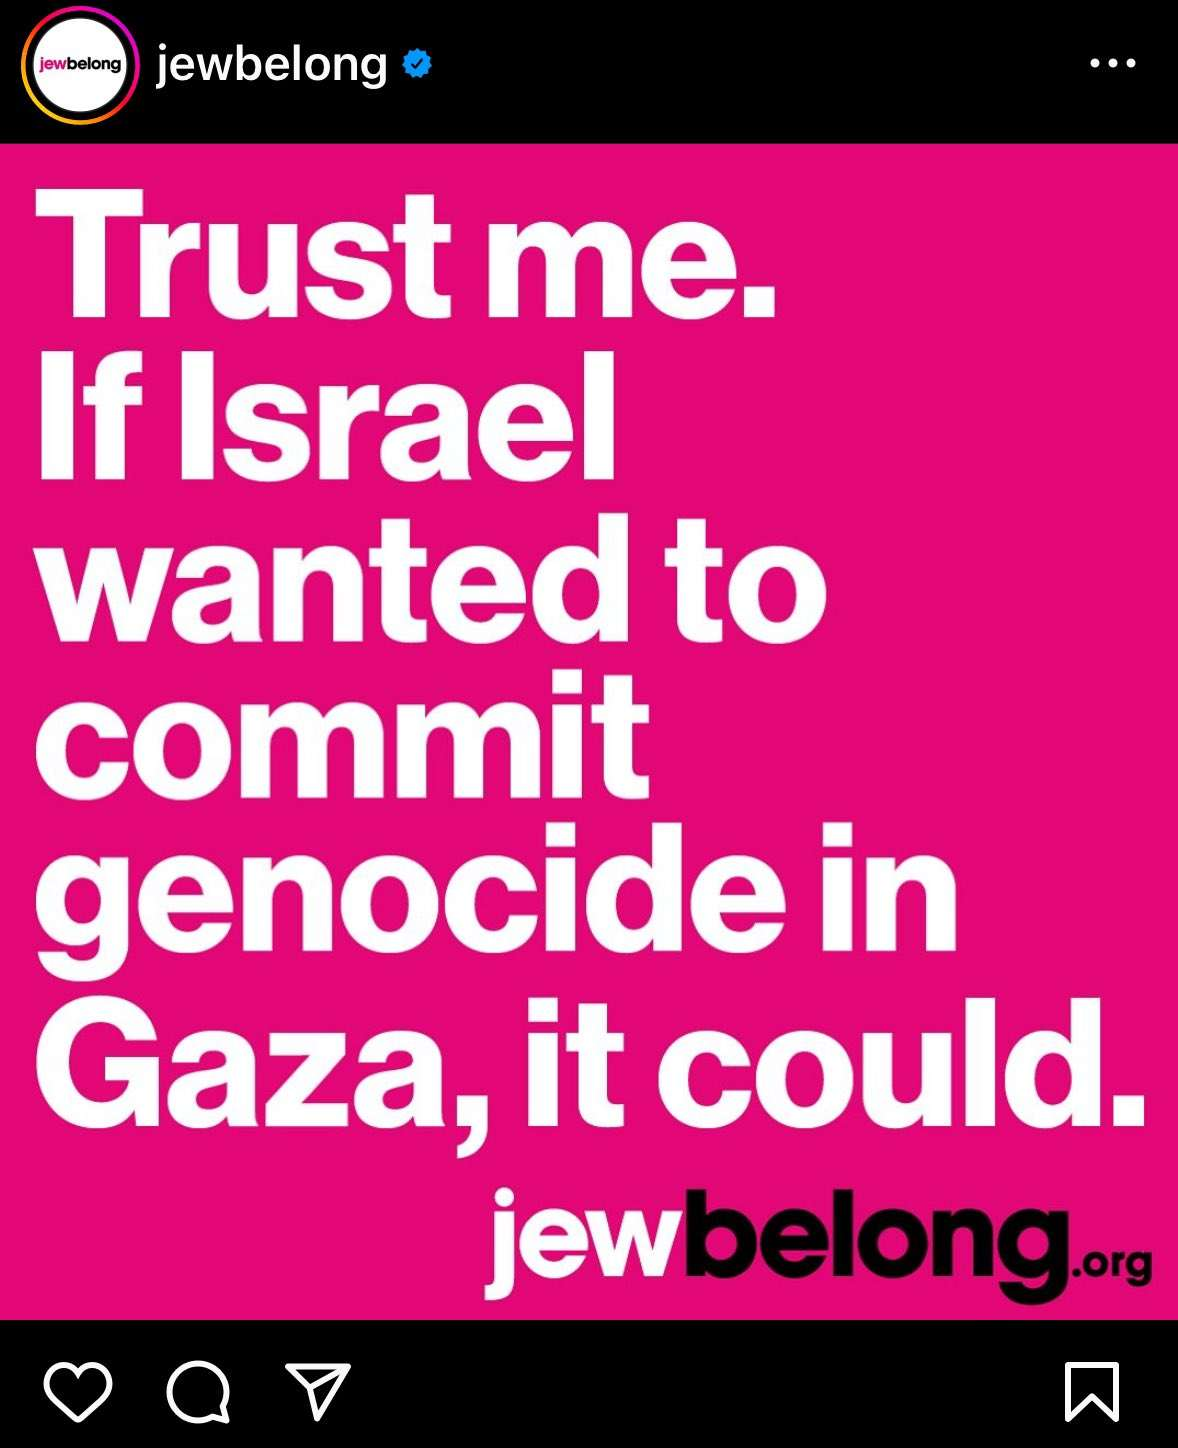 jewbelong
jewbelong
Trust me.
If Israel
wanted to
commit
genocide in
Gaza, it could.
jewbelong.org